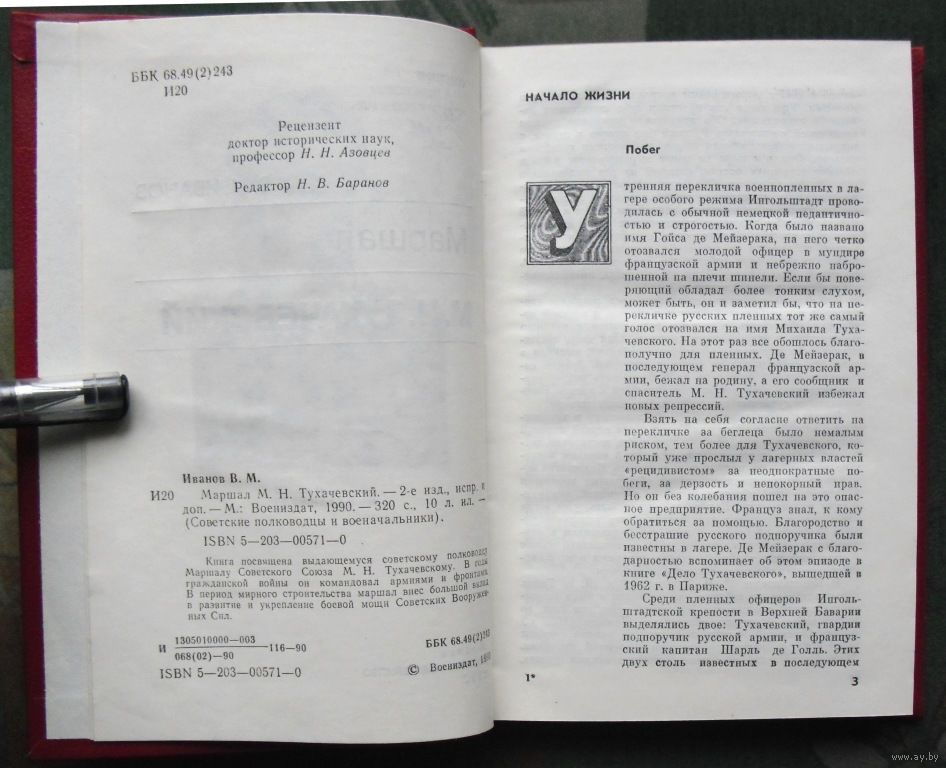 ББК 68.49(2)243
И20
Рецензент
доктор исторических наук,
профессор Н. Н. Азовцев
Редактор Н. В. Баранов
Иванов В. М.
И20 Маршал М. Н. Тухачевский. — 2-е изд., испр. и
доп. — М.: Воениздат, 1990. — 320 с., 10 л. ил. —
(Советские полководцы и военачальники).
ISBN 5—203—00571—0
Книга посвящена выдающемуся советскому полководцу
Маршалу Советского Союза М. Н. Тухачевскому. В годы
гражданской войны он командовал армиями и фронтами.
В период мирного строительства маршал внес большой вклад
в развитие и укрепление боевой мощи Советских Вооружен-
ных Сил.
И 1305010000—003
068(02)—90 116—90
ББК 68.49(2)243
ISBN 5—203—00571—0
© Воениздат, 1990
НАЧАЛО ЖИЗНИ
Побег
Утренняя перекличка военнопленных в ла-
гере особого режима Ингольштадт прово-
дилась с обычной немецкой педантично-
стью и строгостью. Когда было названо
имя Гойса де Мейзерака, на него четко
отозвался молодой офицер в мундире
французской армии и небрежно набро-
шенной на плечи шинели. Если бы пове-
ряющий обладал более тонким слухом,
может быть, он и заметил бы, что на пе-
рекличке русских пленных тот же самый
голос отозвался на имя Михаила Туха-
чевского. На этот раз все обошлось благо-
получно для пленных. Де Мейзерак, в
последующем генерал французской ар-
мии, бежал на родину, а его сообщник и
спаситель М. Н. Тухачевский избежал
новых репрессий.
Взять на себя согласие ответить на
перекличке за беглеца было немалым
риском, тем более для Тухачевского, ко-
торый уже прослыл у лагерных властей
«рецидивистом» за неоднократные по-
беги, за дерзость и непокорный нрав.
Но он без колебания пошел на это опас-
ное предприятие. Француз знал, к кому
обратиться за помощью. Благородство и
бесстрашие русского подпоручика были
известны в лагере. Де Мейзерак с благо-
дарностью вспоминает об этом эпизоде в
книге «Дело Тухачевского», вышедшей в
1962 г. в Париже.
Среди пленных офицеров Инголь-
штадтской крепости в Верхней Баварии
выделялись двое: Тухачевский, гвардии
подпоручик русской армии, и француз-
ский капитан Шарль де Голль. Этих
двух столь известных в последующем
1*
3
www.ay.by